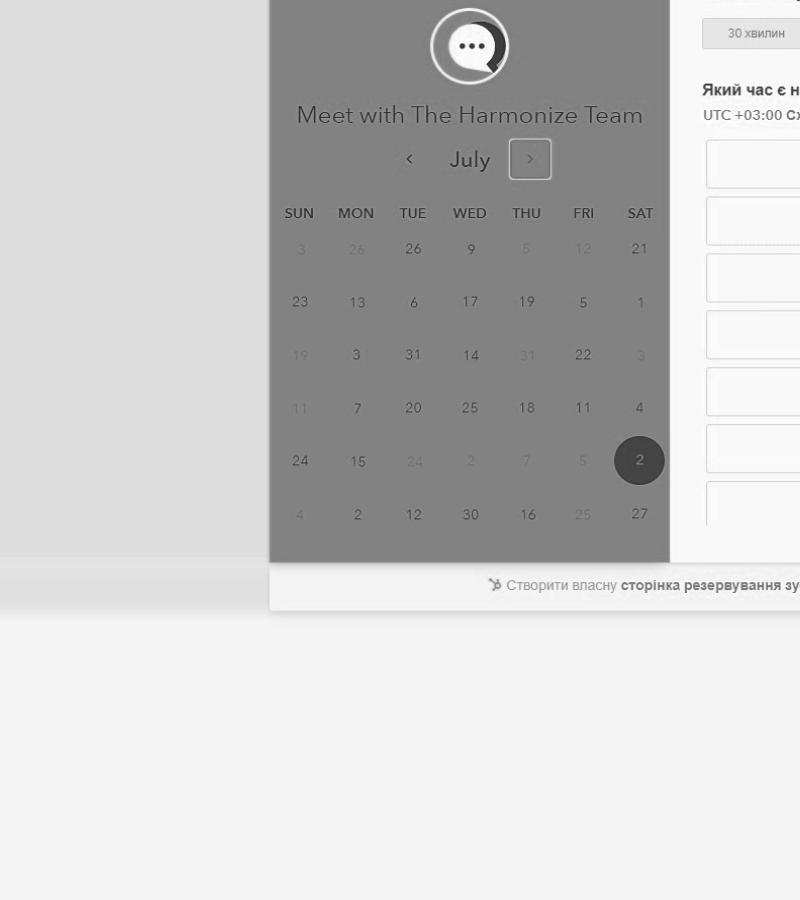 Meet with The Harmonize Team
July
SUN MON TUE WED THU FRI SAT
3 26 26 9 5 12 21
23 13 6 17 19 5 1
19 3 31 14 31 22 3
11 7 20 25 18 11 4
24 15 24 2 7 5 2
4 2 12 30 16 25 27
30 хвилин
Який час є
UTC +03:00
Створити власну сторінка резервування